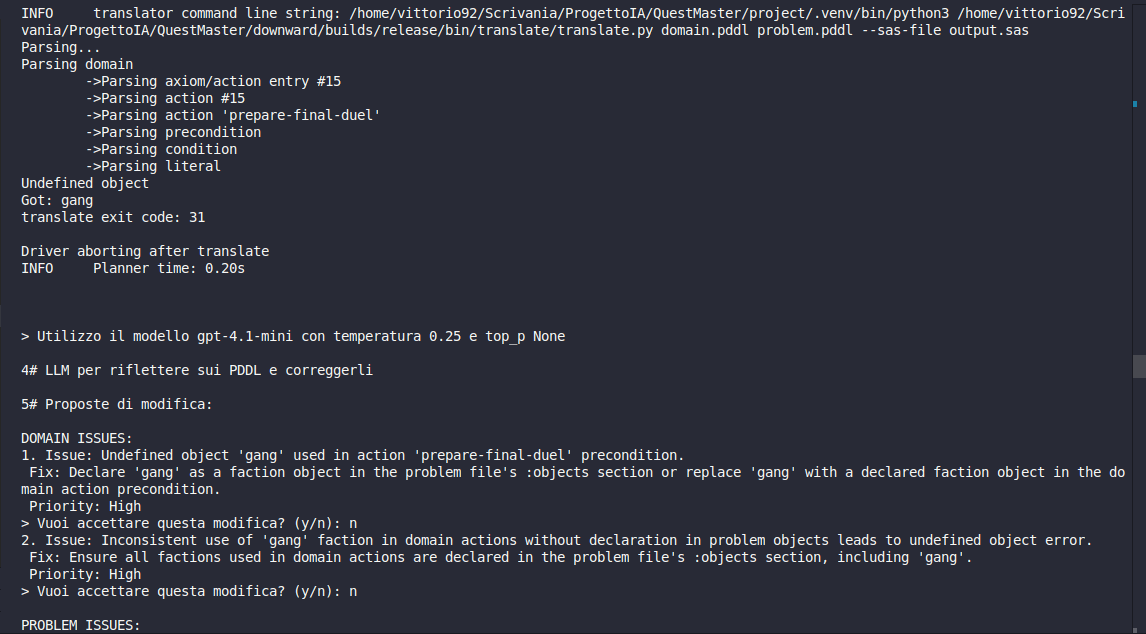 INFO     translator command line string: /home/vittorio92/Scrivania/ProgettoIA/QuestMaster/project/.venv/bin/python3 /home/vittorio92/Scri
vania/ProgettoIA/QuestMaster/downward/builds/release/bin/translate/translate.py domain.pddl problem.pddl --sas-file output.sas
Parsing...
Parsing domain
        ->Parsing axiom/action entry #15
        ->Parsing action #15
        ->Parsing action 'prepare-final-duel'
        ->Parsing precondition
        ->Parsing condition
        ->Parsing literal
Undefined object
Got: gang
translate exit code: 31

Driver aborting after translate
INFO     Planner time: 0.20s

> Utilizzo il modello gpt-4.1-mini con temperatura 0.25 e top_p None

4# LLM per riflettere sui PDDL e correggerli

5# Proposte di modifica:

DOMAIN ISSUES:
1. Issue: Undefined object 'gang' used in action 'prepare-final-duel' precondition.
 Fix: Declare 'gang' as a faction object in the problem file's :objects section or replace 'gang' with a declared faction object in the do
main action precondition.
 Priority: High
> Vuoi accettare questa modifica? (y/n): n
2. Issue: Inconsistent use of 'gang' faction in domain actions without declaration in problem objects leads to undefined object error.
 Fix: Ensure all factions used in domain actions are declared in the problem file's :objects section, including 'gang'.
 Priority: High
> Vuoi accettare questa modifica? (y/n): n

PROBLEM ISSUES: